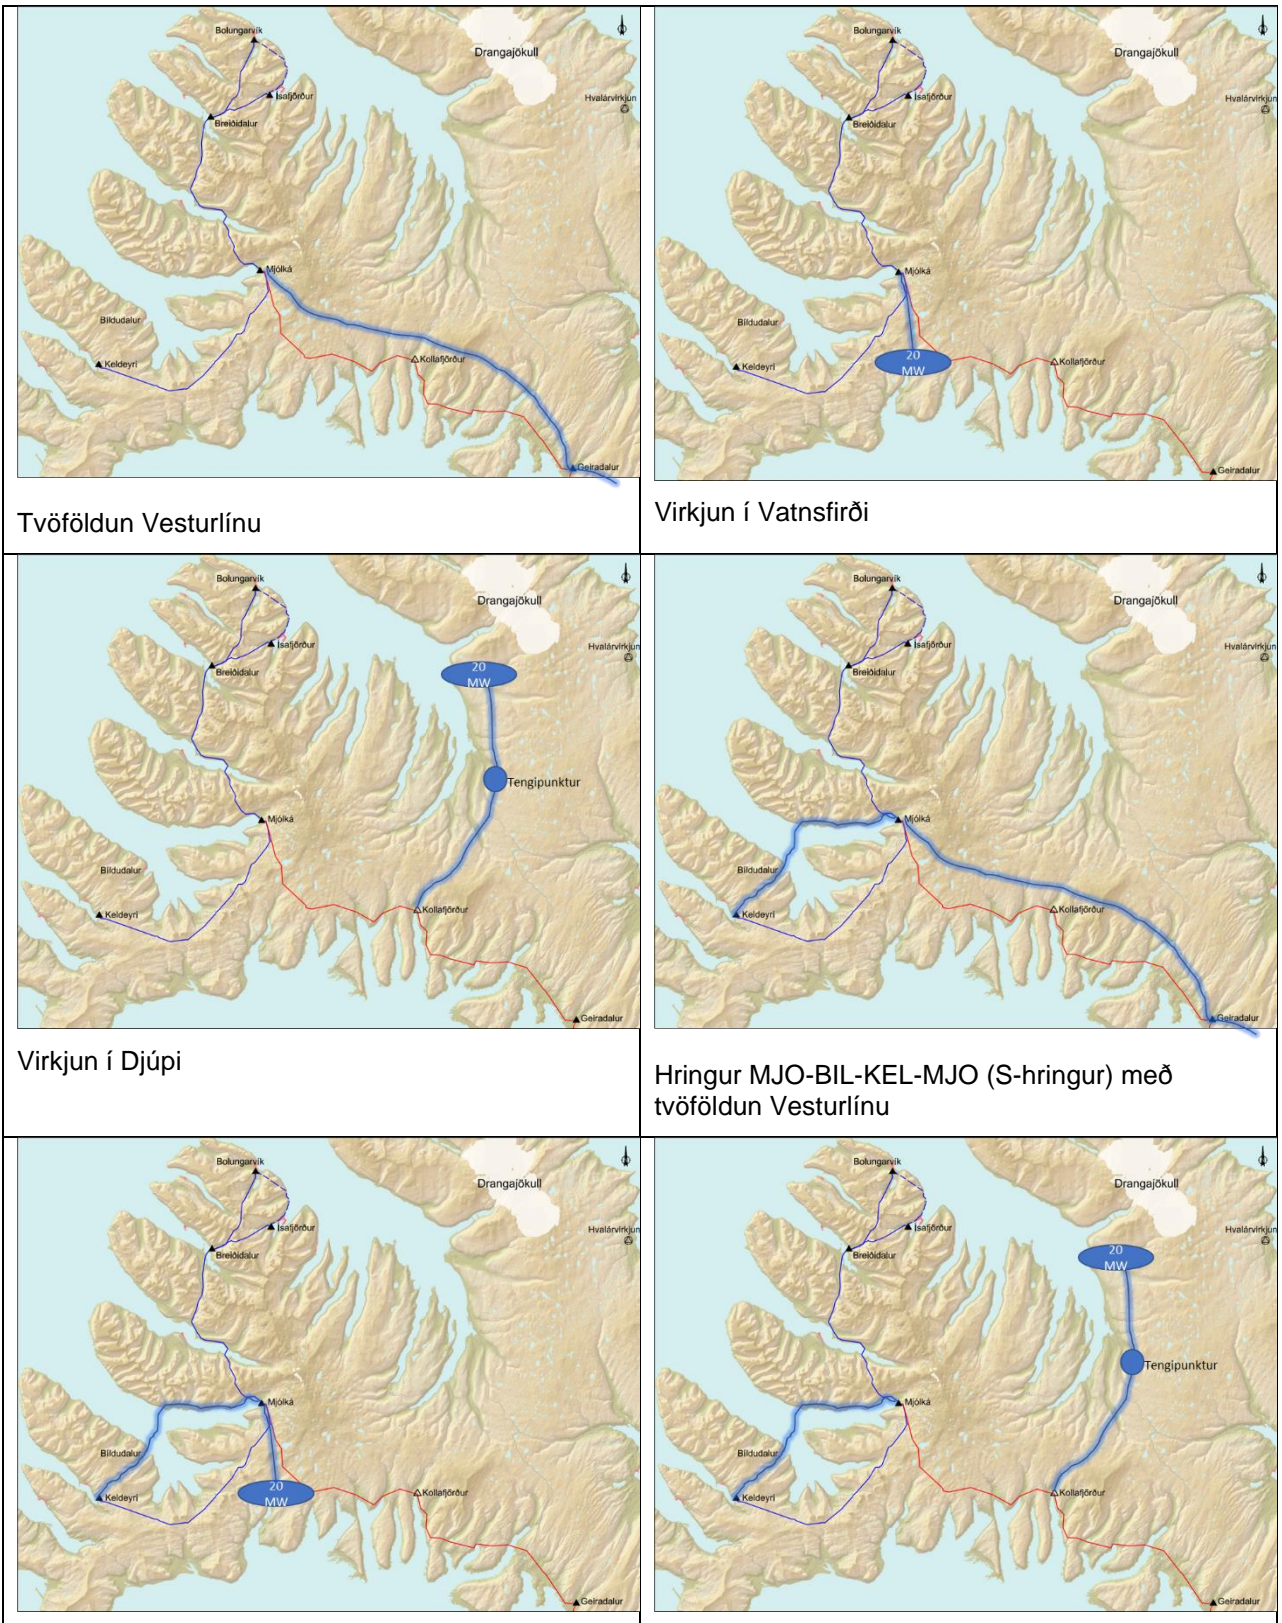 Bolungarvík
Drangajökull
Ísafjörður
Hvalárvirkjun
Breiðidalur
Mjólká
Bíldudalur
Keldeyri
Kollafjörður
Geiradalur
Tvöföldun Vesturlínu
Bolungarvík
Drangajökull
Ísafjörður
Hvalárvirkjun
Breiðidalur
Mjólká
Bíldudalur
Keldeyri
20
MW
Kollafjörður
Geiradalur
Virkjun í Vatnsfirði
Bolungarvík
Drangajökull
Ísafjörður
Hvalárvirkjun
Breiðidalur
20
MW
Tengipunktur
Mjólká
Bíldudalur
Keldeyri
Kollafjörður
Geiradalur
Virkjun í Djúpi
Bolungarvík
Drangajökull
Ísafjörður
Hvalárvirkjun
Breiðidalur
Mjólká
Bíldudalur
Keldeyri
Kollafjörður
Geiradalur
Hringur MJO-BIL-KEL-MJO (S-hringur) með
tvöföldun Vesturlínu
Bolungarvík
Drangajökull
Ísafjörður
Hvalárvirkjun
Breiðidalur
Mjólká
Bíldudalur
Keldeyri
20
MW
Kollafjörður
Geiradalur
Bolungarvík
Drangajökull
Ísafjörður
Hvalárvirkjun
Breiðidalur
20
MW
Tengipunktur
Mjólká
Bíldudalur
Keldeyri
Kollafjörður
Geiradalur